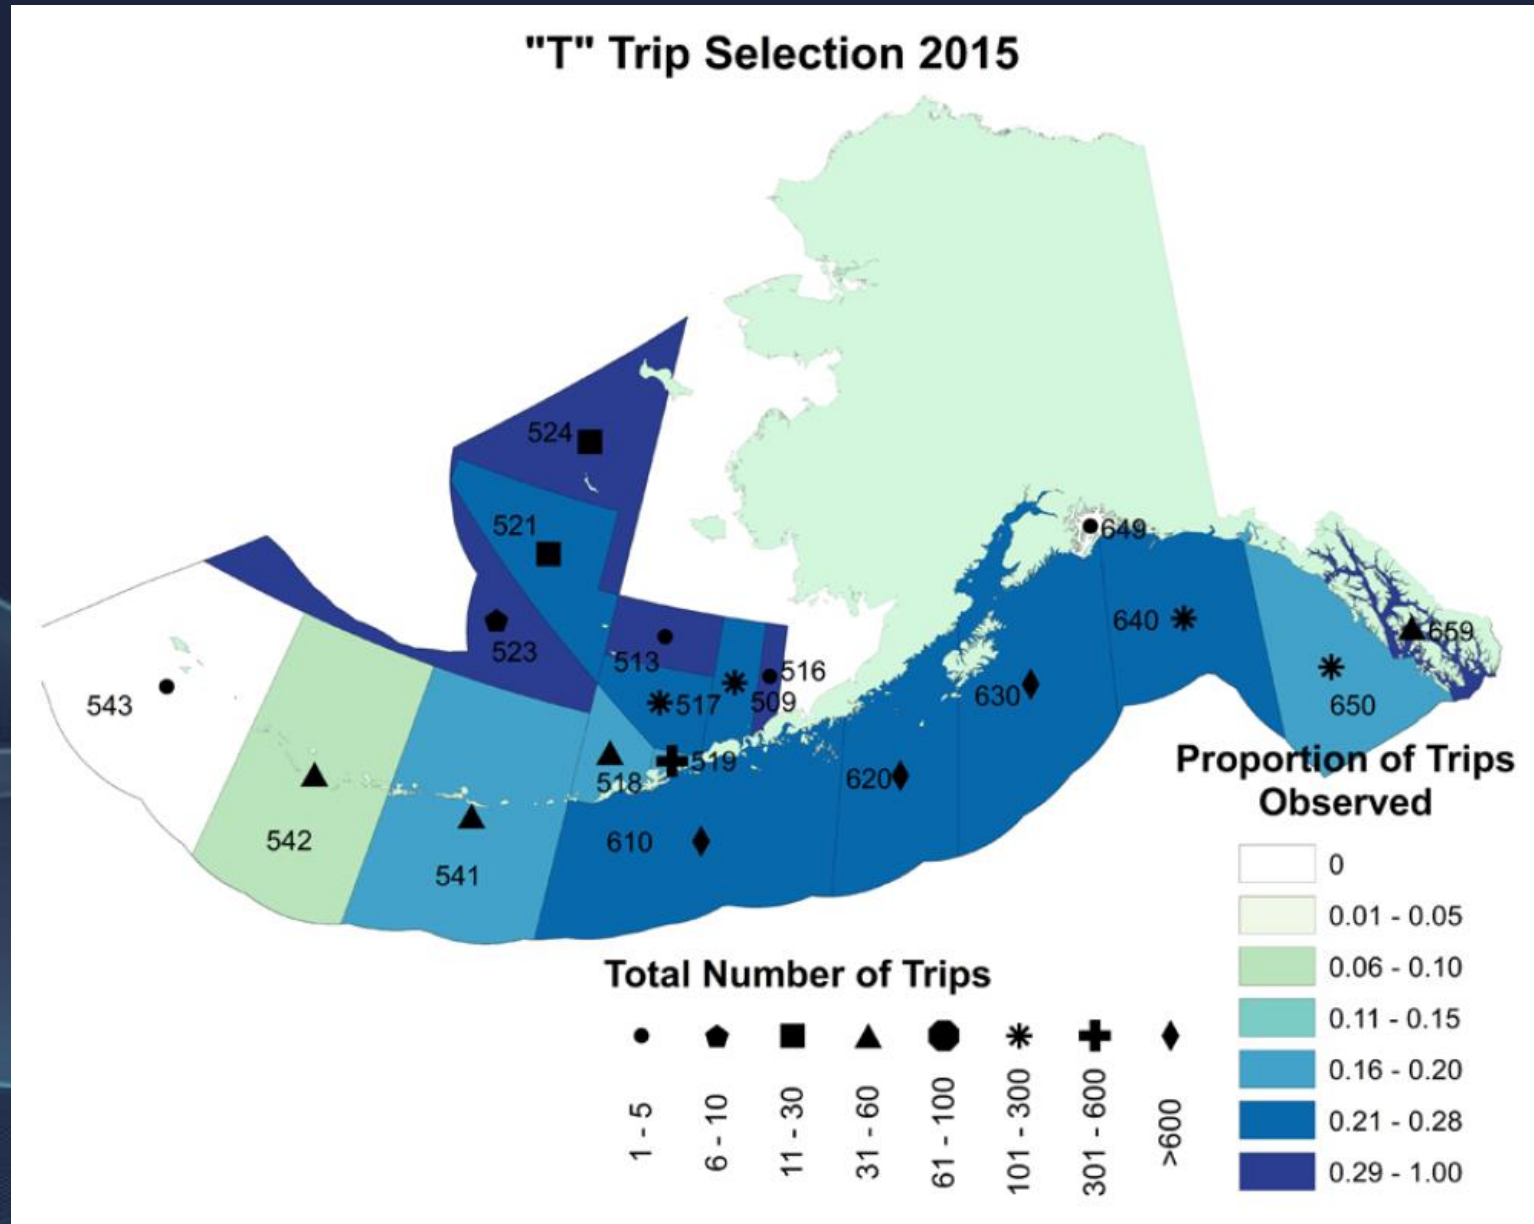 "T" Trip Selection 2015
524
521
523
513
516
517
509
519
518
543
542
541
610
620
630
640
649
650
659
Proportion of Trips
Observed
0
0.01 - 0.05
0.06 - 0.10
0.11 - 0.15
0.16 - 0.20
0.21 - 0.28
0.29 - 1.00
Total Number of Trips
1 - 5
6 - 10
11 - 30
31 - 60
61 - 100
101 - 300
301 - 600
>600